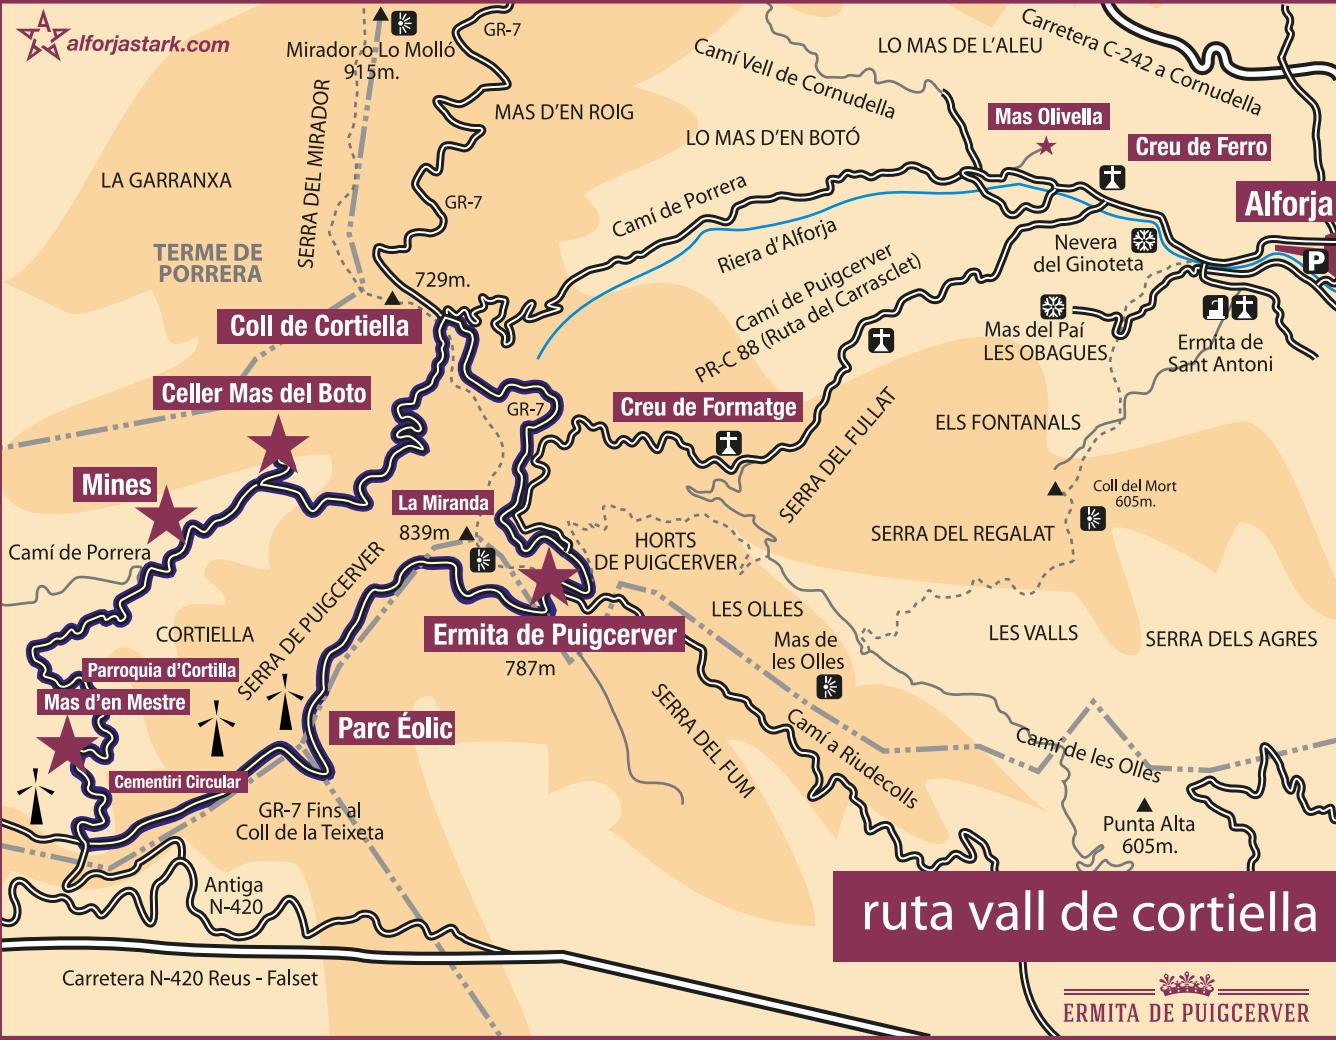 alforjastark.com
Mirador o Lo Molló
915m.
GR-7
LO MAS DE L'ALEU
Carretera C-242 a Cornudella
Camí Vell de Cornudella
SERRA DEL MIRADOR
MAS D'EN ROIG
Mas Olivella
LO MAS D'EN BOTÓ
Creu de Ferro
LA GARRANXA
GR-7
Camí de Porrera
Alforja
TERME DE
PORRERA
Riera d'Alforja
Nevera
del Ginoteta
P
729m.
Camí de Puigcerver
PR-C 88 (Ruta del Carrasclet)
Coll de Cortiella
Mas del Paí
LES OBAGUES
Ermita de
Sant Antoni
Celler Mas del Boto
GR-7
Creu de Formatge
ELS FONTANALS
SERRA DEL FULLAT
Mines
La Miranda
839m
Coll del Mort
605m.
SERRA DEL REGALAT
Camí de Porrera
HORTS
DE PUIGCERVER
SERRA DE PUIGCERVER
LES OLLES
CORTIELLA
Ermita de Puigcerver
787m
Mas de
les Olles
LES VALLS
SERRA DELS AGRES
Parroquia d'Cortilla
Mas d'en Mestre
Parc Éolic
SERRA DEL FUM
Camí a Riudecolls
Camí de les Olles
Cementiri Circular
GR-7 Fins al
Coll de la Teixeta
Punta Alta
605m.
Antiga
N-420
ruta vall de cortiella
Carretera N-420 Reus - Falset
ERMITA DE PUIGCERVER